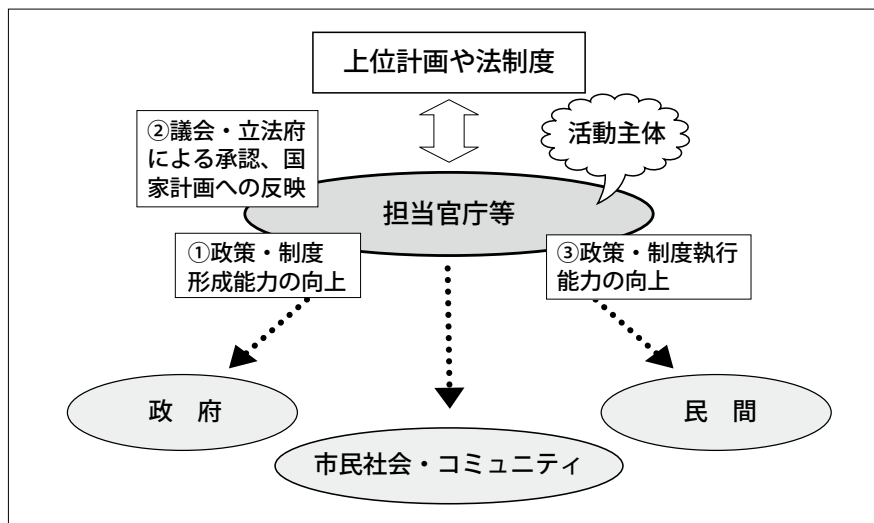 上位計画や法制度
②議会・立法府
による承認、国
家計画への反映
活動主体
担当官庁等
①政策・制度
形成能力の向上
③政策・制度執行
能力の向上
政　府
民　間
市民社会・コミュニティ